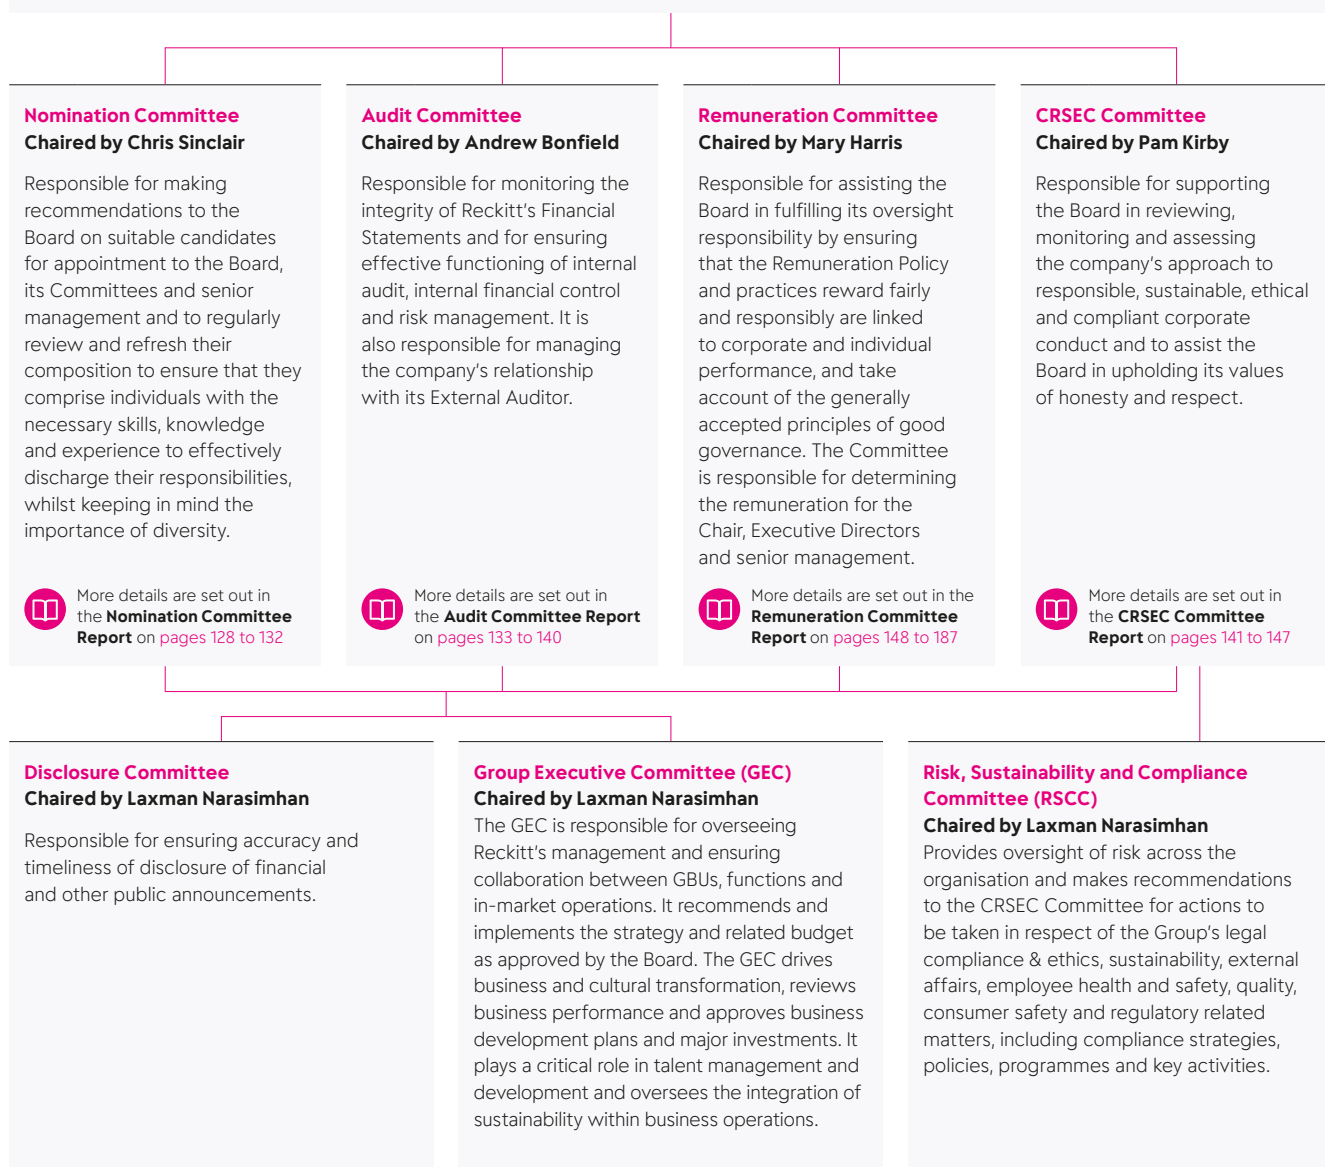 Nomination Committee
Chaired by Chris Sinclair
Responsible for making
recommendations to the
Board on suitable candidates
for appointment to the Board,
its Committees and senior
management and to regularly
review and refresh their
composition to ensure that they
comprise individuals with the
necessary skills, knowledge
and experience to effectively
discharge their responsibilities,
whilst keeping in mind the
importance of diversity.
More details are set out in
the Nomination Committee
Report on pages 128 to 132
Audit Committee
Chaired by Andrew Bonfield
Responsible for monitoring the
integrity of Reckitt's Financial
Statements and for ensuring
effective functioning of internal
audit, internal financial control
and risk management. It is
also responsible for managing
the company's relationship
with its External Auditor.
More details are set out in
the Audit Committee Report
on pages 133 to 140
Remuneration Committee
Chaired by Mary Harris
Responsible for assisting the
Board in fulfilling its oversight
responsibility by ensuring
that the Remuneration Policy
and practices reward fairly
and responsibly are linked
to corporate and individual
performance, and take
account of the generally
accepted principles of good
governance. The Committee
is responsible for determining
the remuneration for the
Chair, Executive Directors
and senior management.
More details are set out in the
Remuneration Committee
Report on pages 148 to 187
CRSEC Committee
Chaired by Pam Kirby
Responsible for supporting
the Board in reviewing,
monitoring and assessing
the company's approach to
responsible, sustainable, ethical
and compliant corporate
conduct and to assist the
Board in upholding its values
of honesty and respect.
More details are set out in
the CRSEC Committee
Report on pages 141 to 147
Disclosure Committee
Chaired by Laxman Narasimhan
Responsible for ensuring accuracy and
timeliness of disclosure of financial
and other public announcements.
Group Executive Committee (GEC)
Chaired by Laxman Narasimhan
The GEC is responsible for overseeing
Reckitt's management and ensuring
collaboration between GBUs, functions and
in-market operations. It recommends and
implements the strategy and related budget
as approved by the Board. The GEC drives
business and cultural transformation, reviews
business performance and approves business
development plans and major investments. It
plays a critical role in talent management and
development and oversees the integration of
sustainability within business operations.
Risk, Sustainability and Compliance
Committee (RSCC)
Chaired by Laxman Narasimhan
Provides oversight of risk across the
organisation and makes recommendations
to the CRSEC Committee for actions to
be taken in respect of the Group's legal
compliance & ethics, sustainability, external
affairs, employee health and safety, quality,
consumer safety and regulatory related
matters, including compliance strategies,
policies, programmes and key activities.